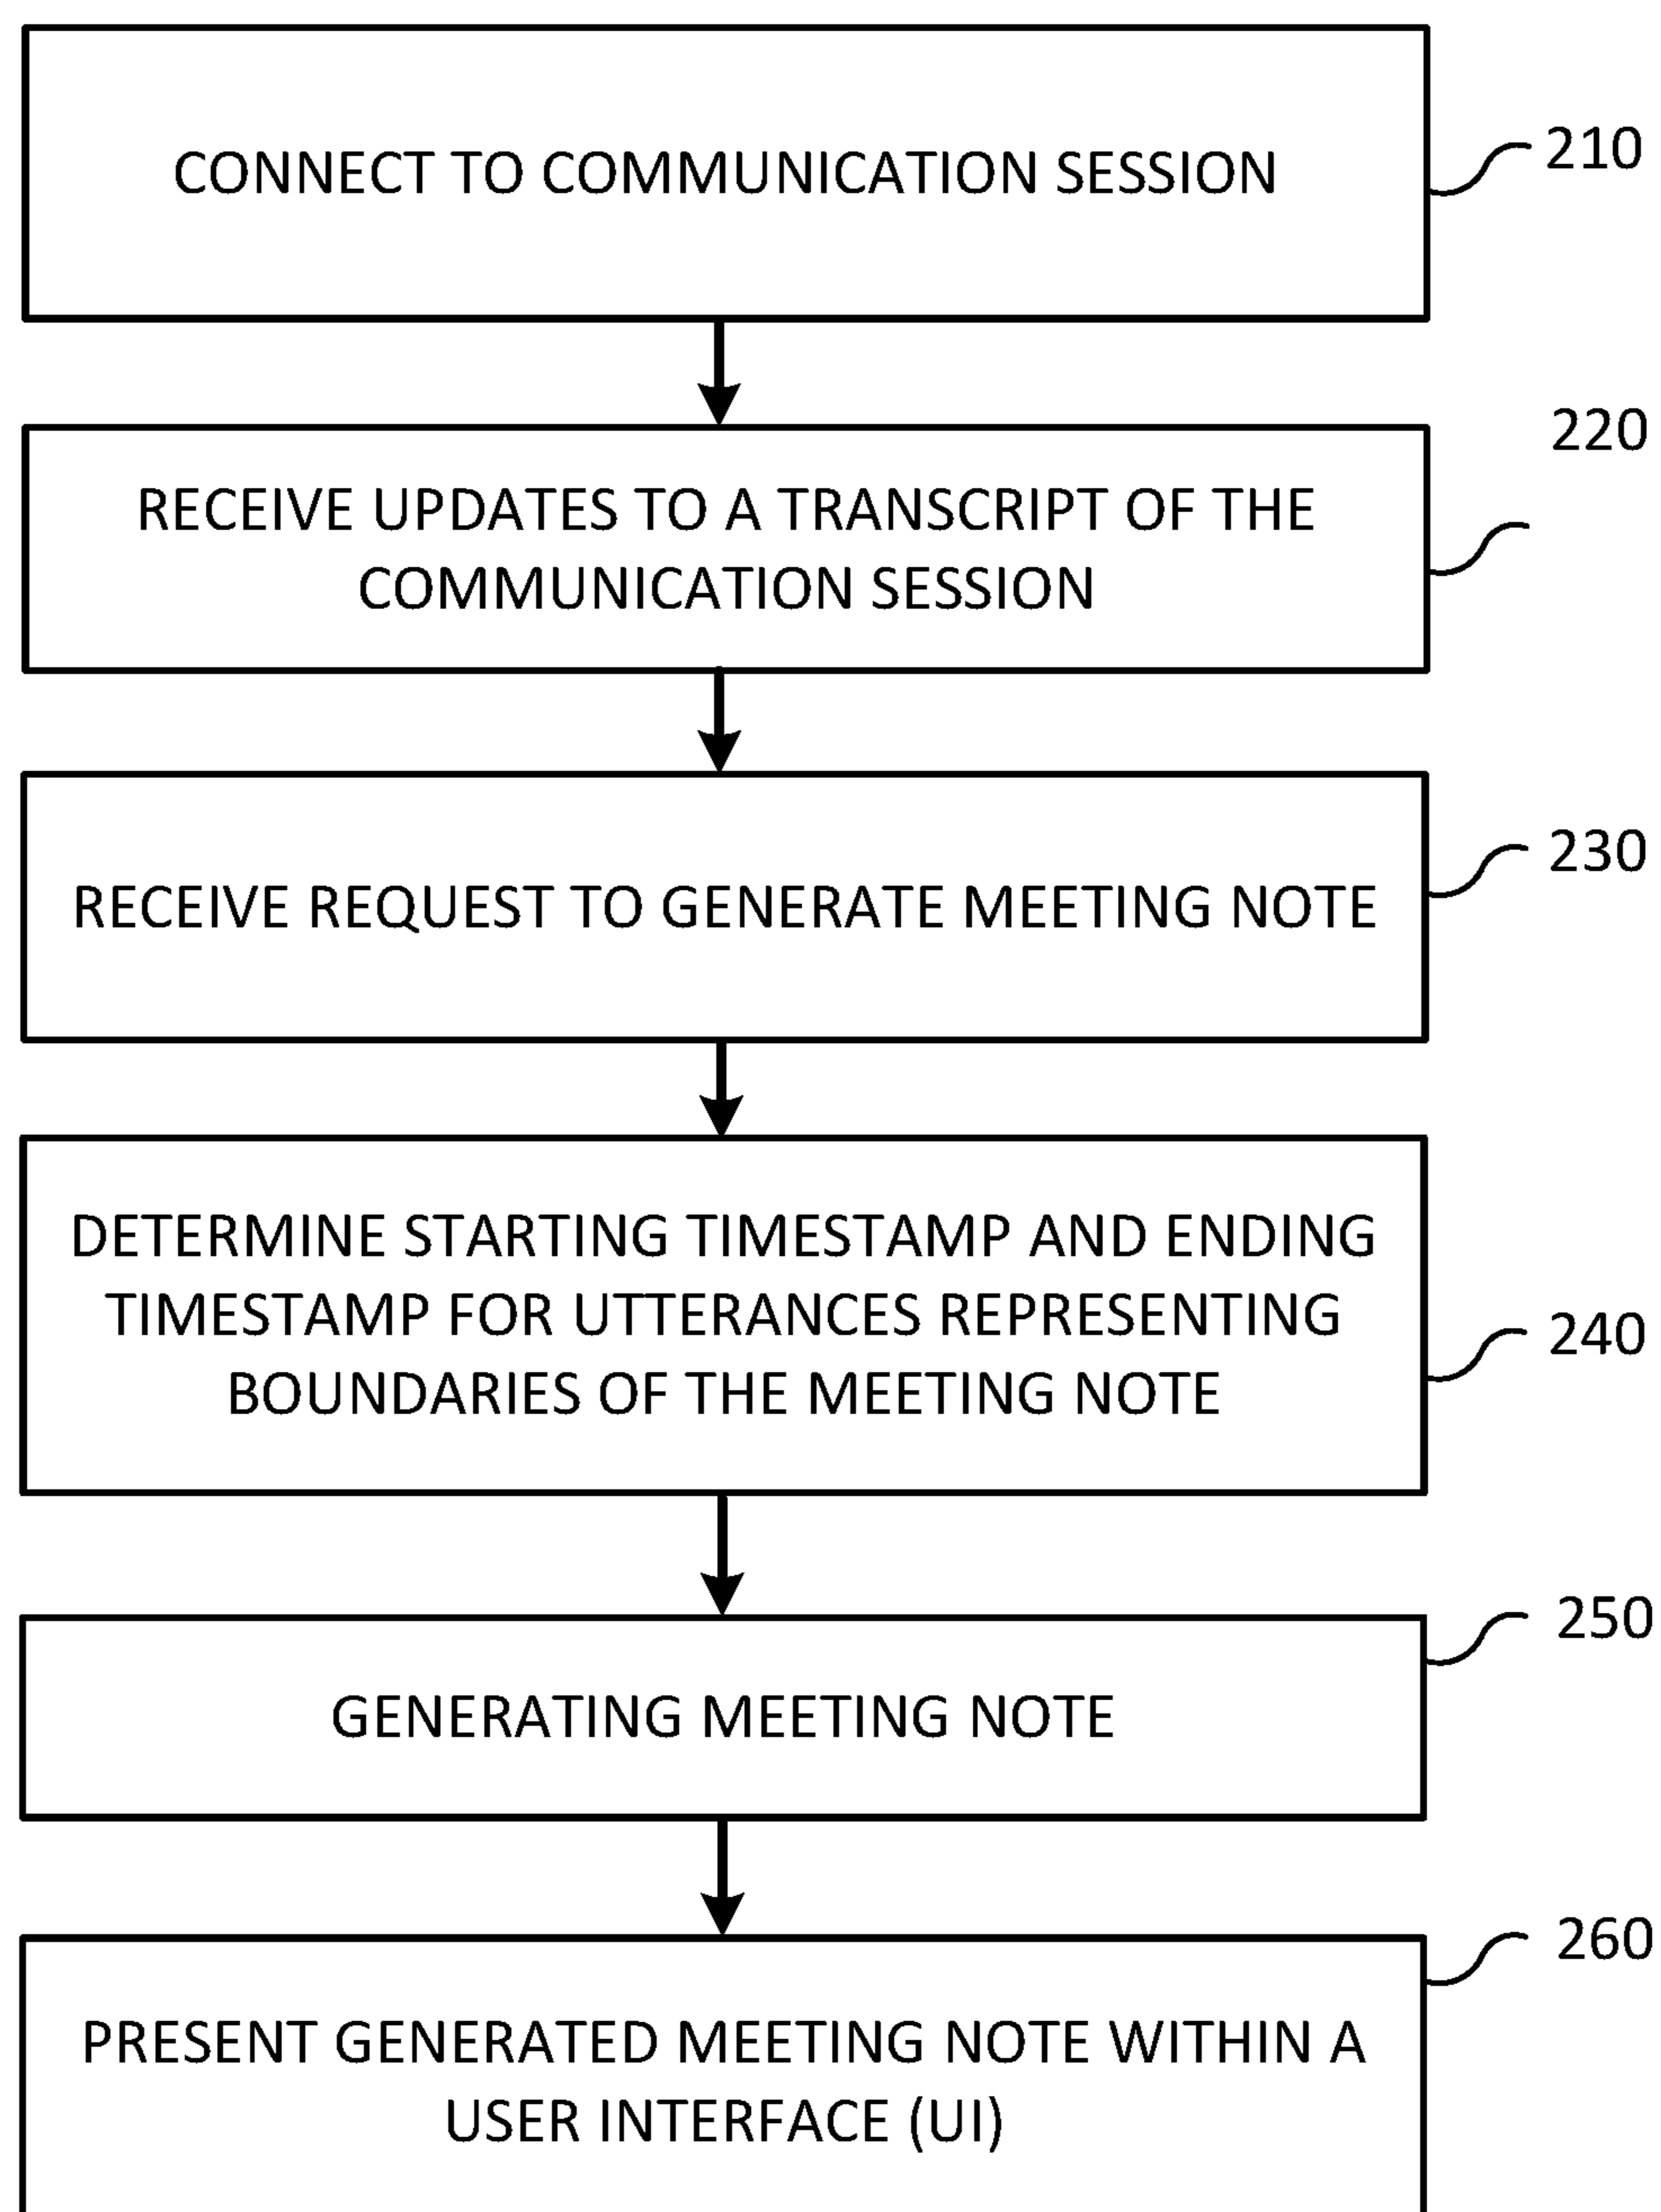 CONNECT TO COMMUNICATION SESSION
210
220
RECEIVE UPDATES TO A TRANSCRIPT OF THE
COMMUNICATION SESSION
230
RECEIVE REQUEST TO GENERATE MEETING NOTE
DETERMINE STARTING TIMESTAMP AND ENDING
TIMESTAMP FOR UTTERANCES REPRESENTING
BOUNDARIES OF THE MEETING NOTE
240
250
GENERATING MEETING NOTE
260
PRESENT GENERATED MEETING NOTE WITHIN A
USER INTERFACE (UI)